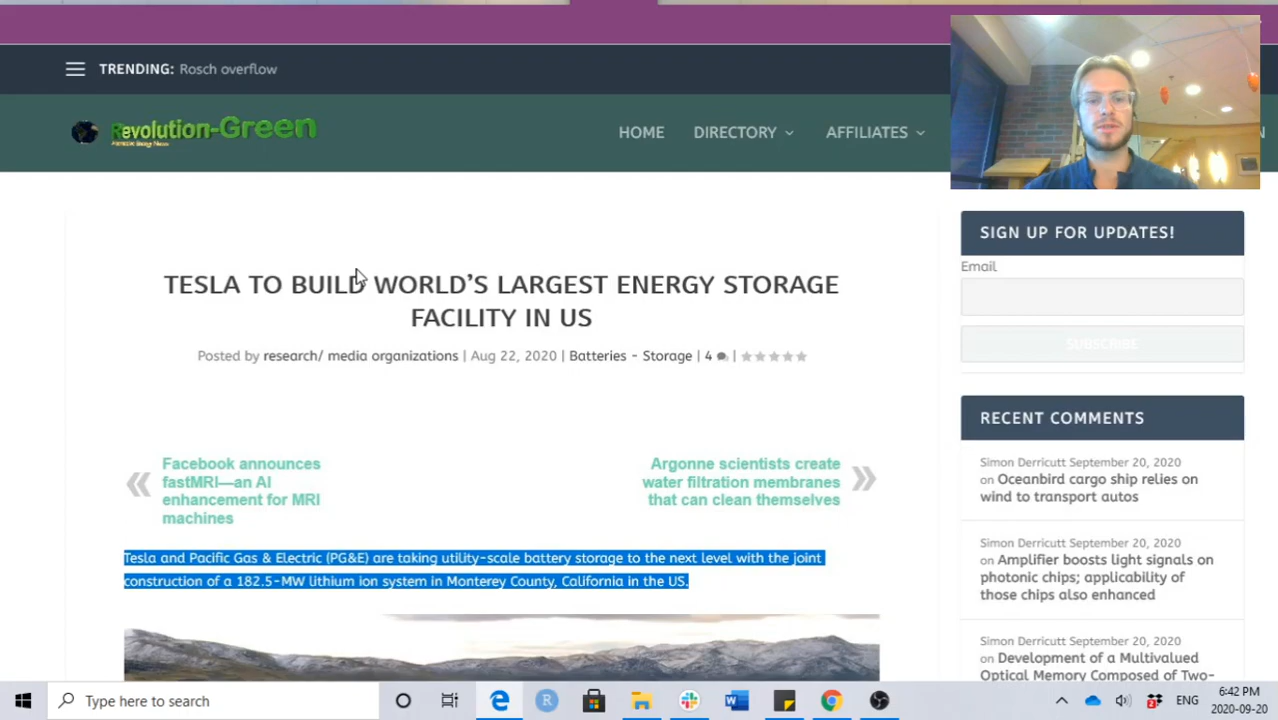 TRENDING: Rosch overflow
Revolution-Green
HOME
DIRECTORY
AFFILIATES
TESLA TO BUILD WORLD’S LARGEST ENERGY STORAGE
FACILITY IN US
Posted by research/ media organizations | Aug 22, 2020 | Batteries - Storage | 4 |
Facebook announces
fastMRI—an AI
enhancement for MRI
machines
Argonne scientists create
water filtration membranes
that can clean themselves
Tesla and Pacific Gas & Electric (PG&E) are taking utility-scale battery storage to the next level with the joint
construction of a 182.5-MW lithium ion system in Monterey County, California in the US.
SIGN UP FOR UPDATES!
Email
SUBSCRIBE
RECENT COMMENTS
Simon Derricutt September 20, 2020
on Oceanbird cargo ship relies on
wind to transport autos
Simon Derricutt September 20, 2020
on Amplifier boosts light signals on
photonic chips; applicability of
those chips also enhanced
Simon Derricutt September 20, 2020
on Development of a Multivalued
Optical Memory Composed of Two-
Type here to search
ENG
6:42 PM
2020-09-20